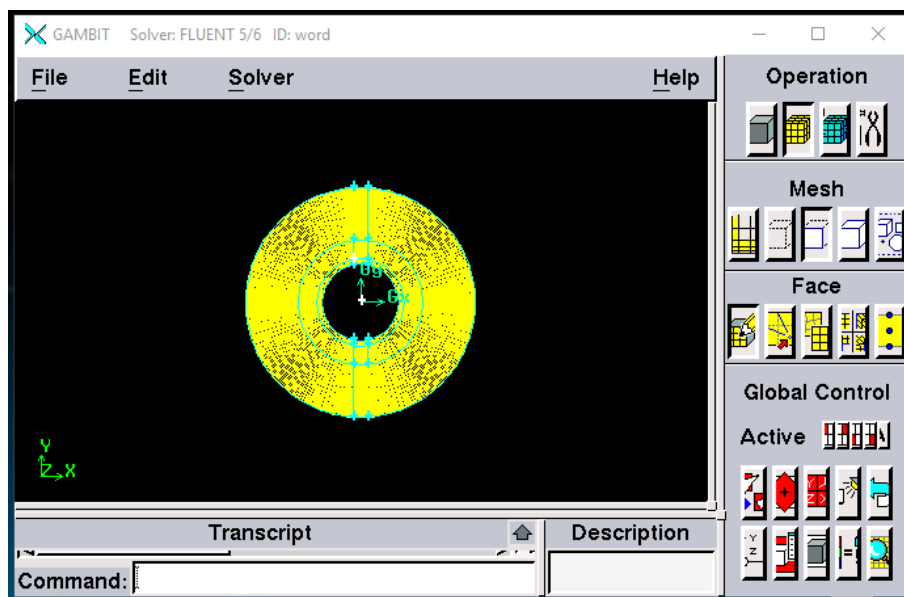 GAMBIT Solver: FLUENT 5/6 ID: word
File Edit Solver Help
Operation
Mesh
Face
Gy
Gx
Global Control
Active
Y
Z X
Transcript Description
Command: